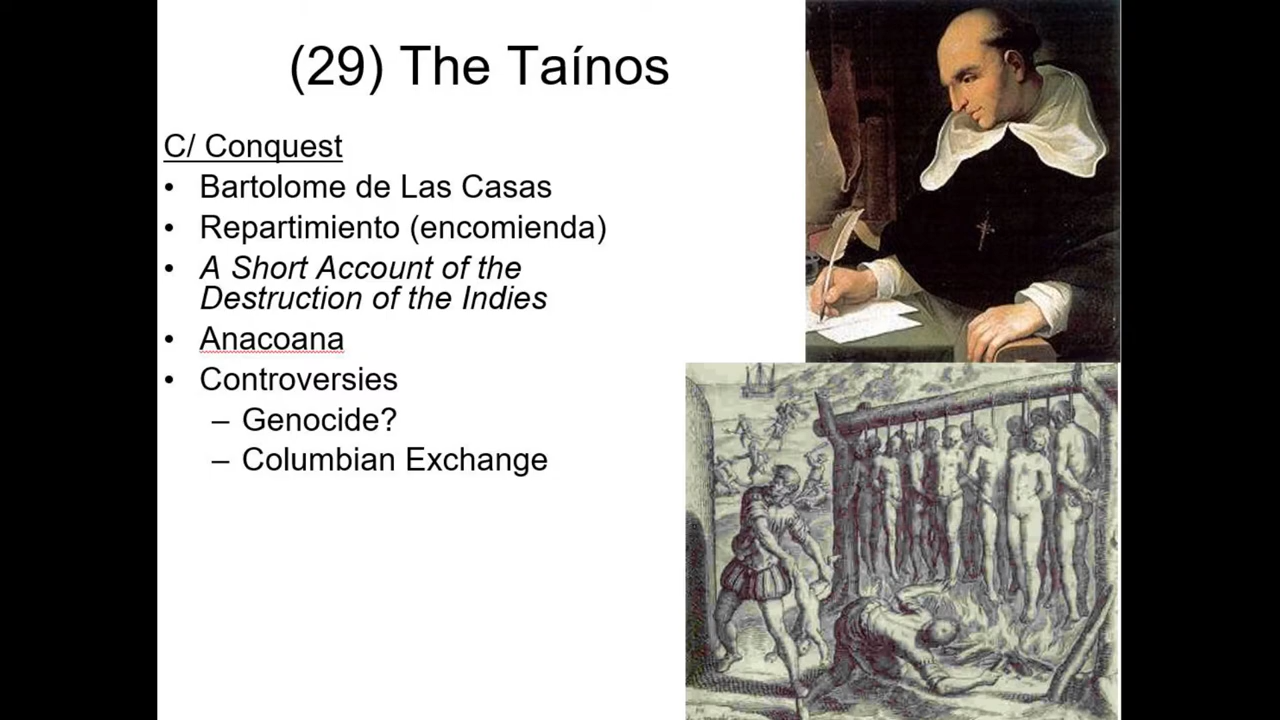 (29) The Taínos
C/ Conquest
• Bartolome de Las Casas
• Repartimiento (encomienda)
• A Short Account of the
Destruction of the Indies
• Anacoana
• Controversies
– Genocide?
– Columbian Exchange